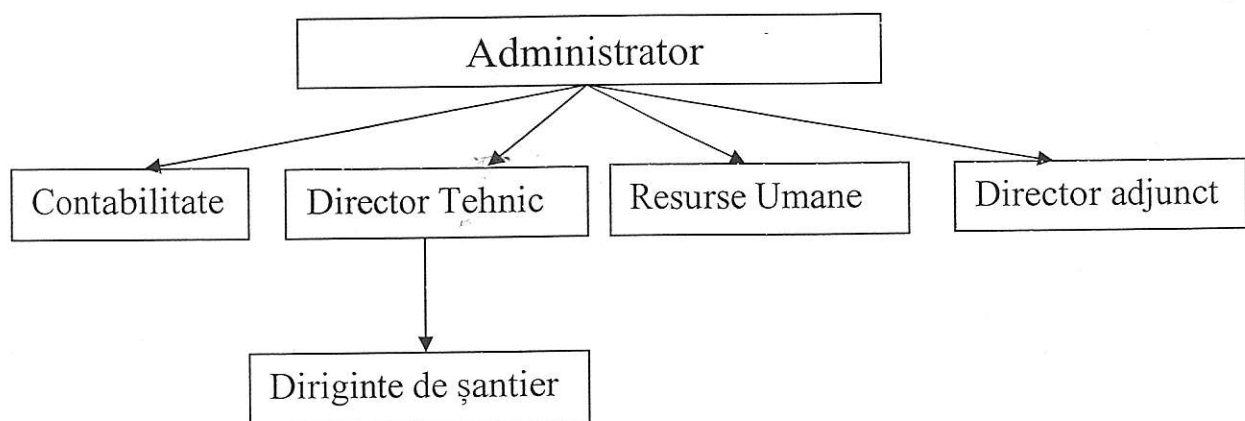 Administrator
Contabilitate
Director Tehnic
Resurse Umane
Director adjunct
Diriginte de șantier